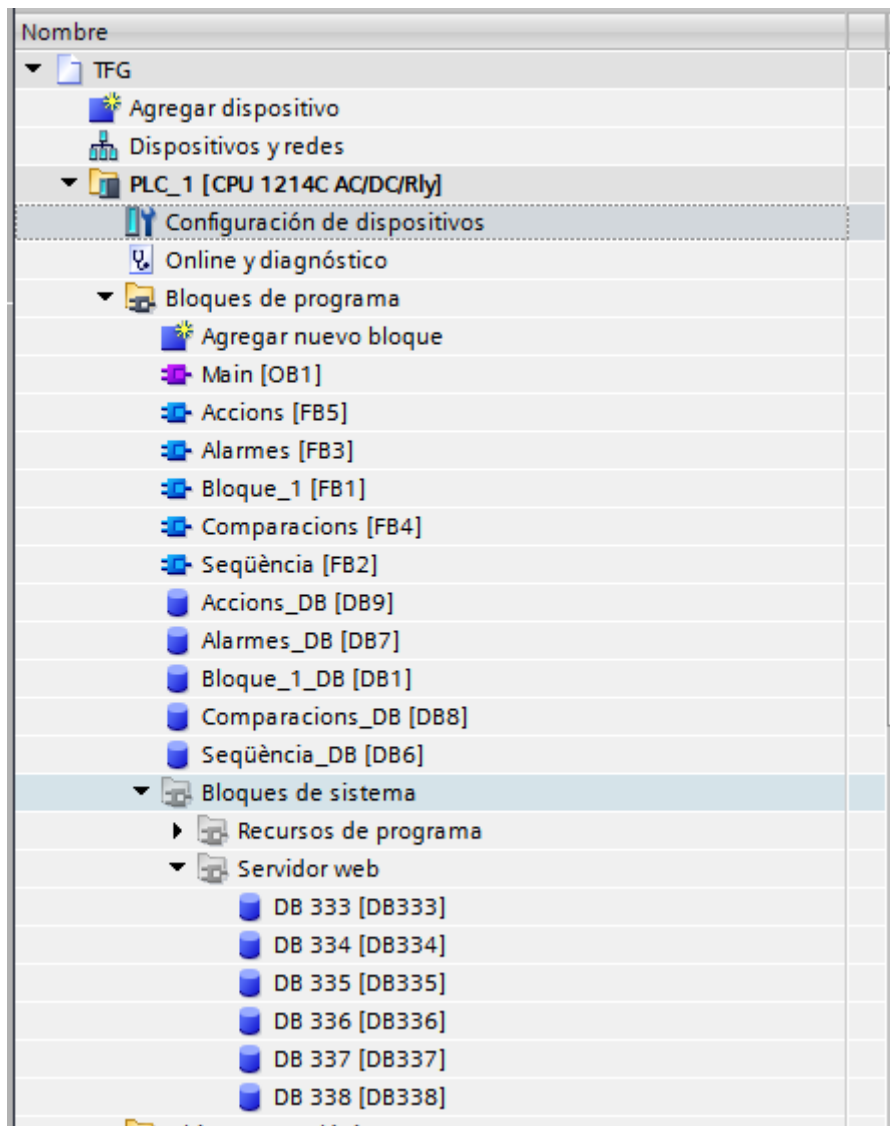 Nombre
TFG
Agregar dispositivo
Dispositivos y redes
PLC_1 [CPU 1214C AC/DC/Rly]
Configuración de dispositivos
Online y diagnóstico
Bloques de programa
Agregar nuevo bloque
Main [OB1]
Accions [FB5]
Alarmes [FB3]
Bloque_1 [FB1]
Comparacions [FB4]
Seqüència [FB2]
Accions_DB [DB9]
Alarmes_DB [DB7]
Bloque_1_DB [DB1]
Comparacions_DB [DB8]
Seqüència_DB [DB6]
Bloques de sistema
Recursos de programa
Servidor web
DB 333 [DB333]
DB 334 [DB334]
DB 335 [DB335]
DB 336 [DB336]
DB 337 [DB337]
DB 338 [DB338]